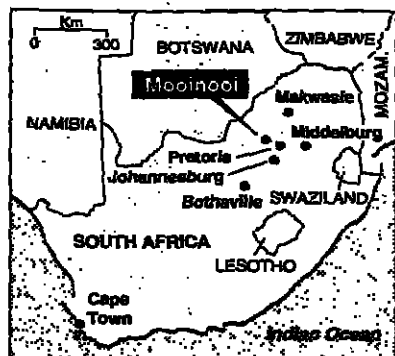 Km
0 300
ZIMBABWE
BOTSWANA
MOZAM.
Mooinooi
Makwasie
NAMIBIA
Middelburg
Pretoria
Johannesburg
SWAZILAND
Bothaville
SOUTH AFRICA
LESOTHO
Cape
Town
Indian Ocean